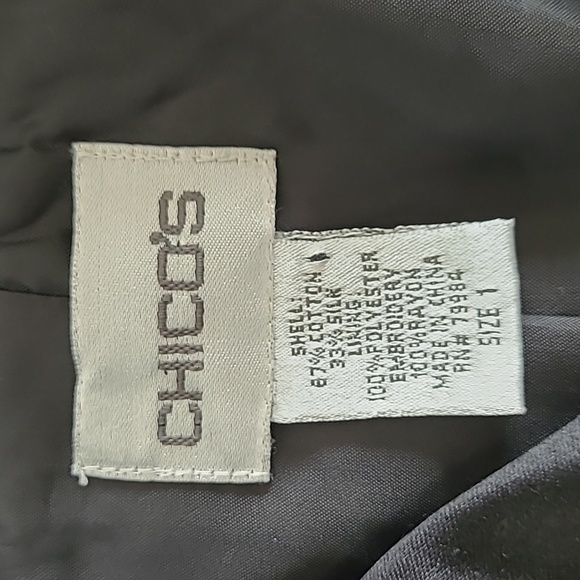 CHICO'S
SHELL:
67% COTTON
33% SILK
LINING:
100% POLYESTER
EMBROIDERY
100% RAYON
MADE IN CHINA
RN# 79984
SIZE 1